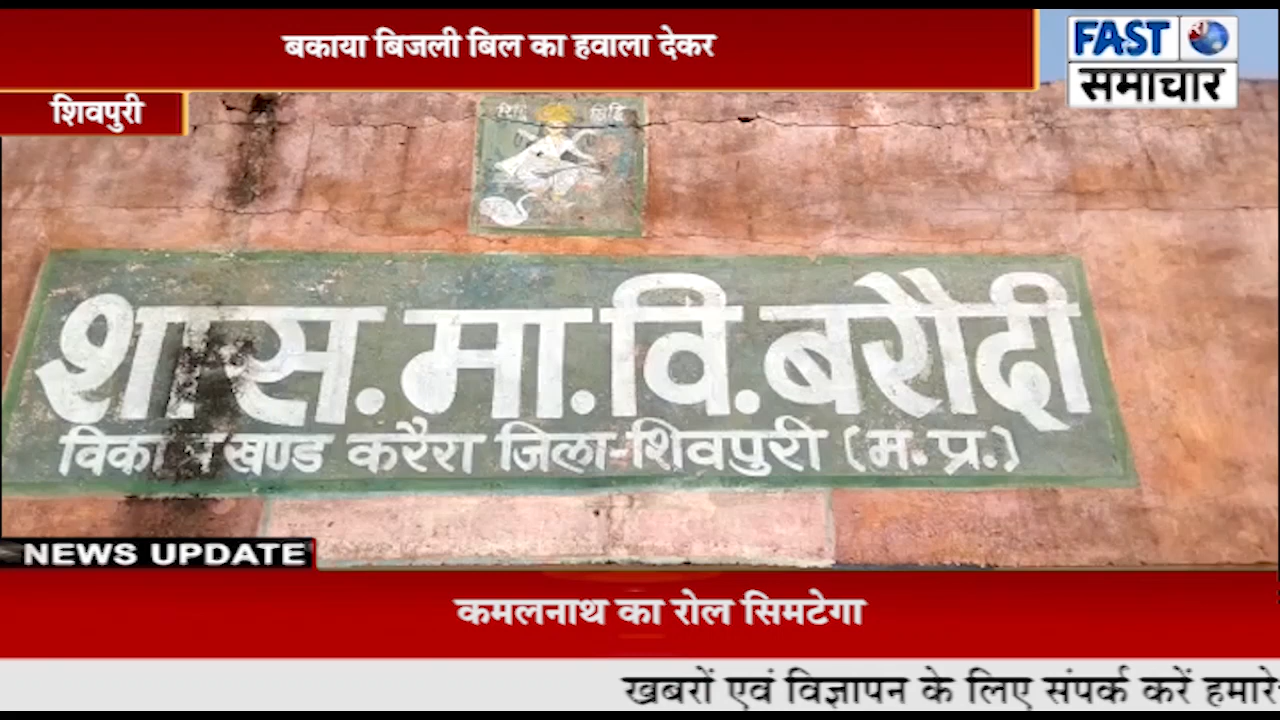 बकाया बिजली बिल का हवाला देकर
FAST
समाचार
शिवपुरी
शा स. मा. वि. बरौदी
खण्ड करैरा जिला-शिवपुरी (म. प्र.)
NEWS UPDATE
कमलनाथ का रोल सिमटेगा
खबरों एवं विज्ञापन के लिए संपर्क करें हमारे